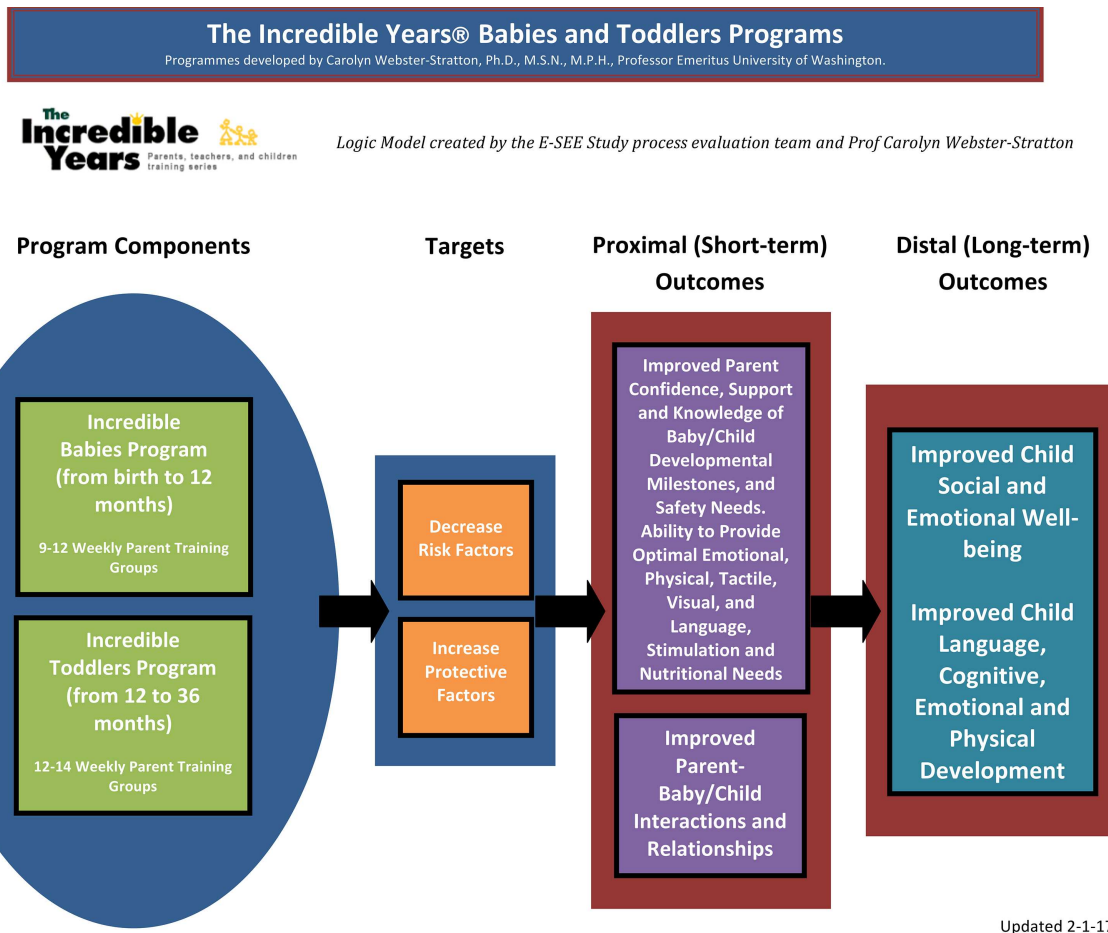 The Incredible Years® Babies and Toddlers Programs
Programmes developed by Carolyn Webster-Stratton, Ph.D., M.S.N., M.P.H., Professor Emeritus University of Washington.
The
Incredible
Years
Parents, teachers, and children
training series
Logic Model created by the E-SEE Study process evaluation team and Prof Carolyn Webster-Stratton
Program Components
Targets
Proximal (Short-term)
Outcomes
Distal (Long-term)
Outcomes
Incredible
Babies Program
(from birth to 12
months)
9-12 Weekly Parent Training
Groups
Incredible
Toddlers Program
(from 12 to 36
months)
12-14 Weekly Parent Training
Groups
Decrease
Risk Factors
Increase
Protective
Factors
Improved Parent
Confidence, Support
and Knowledge of
Baby/Child
Developmental
Milestones, and
Safety Needs.
Ability to Provide
Optimal Emotional,
Physical, Tactile,
Visual, and
Language,
Stimulation and
Nutritional Needs
Improved
Parent-
Baby/Child
Interactions and
Relationships
Improved Child
Social and
Emotional Well-
being
Improved Child
Language,
Cognitive,
Emotional and
Physical
Development
Updated 2-1-17